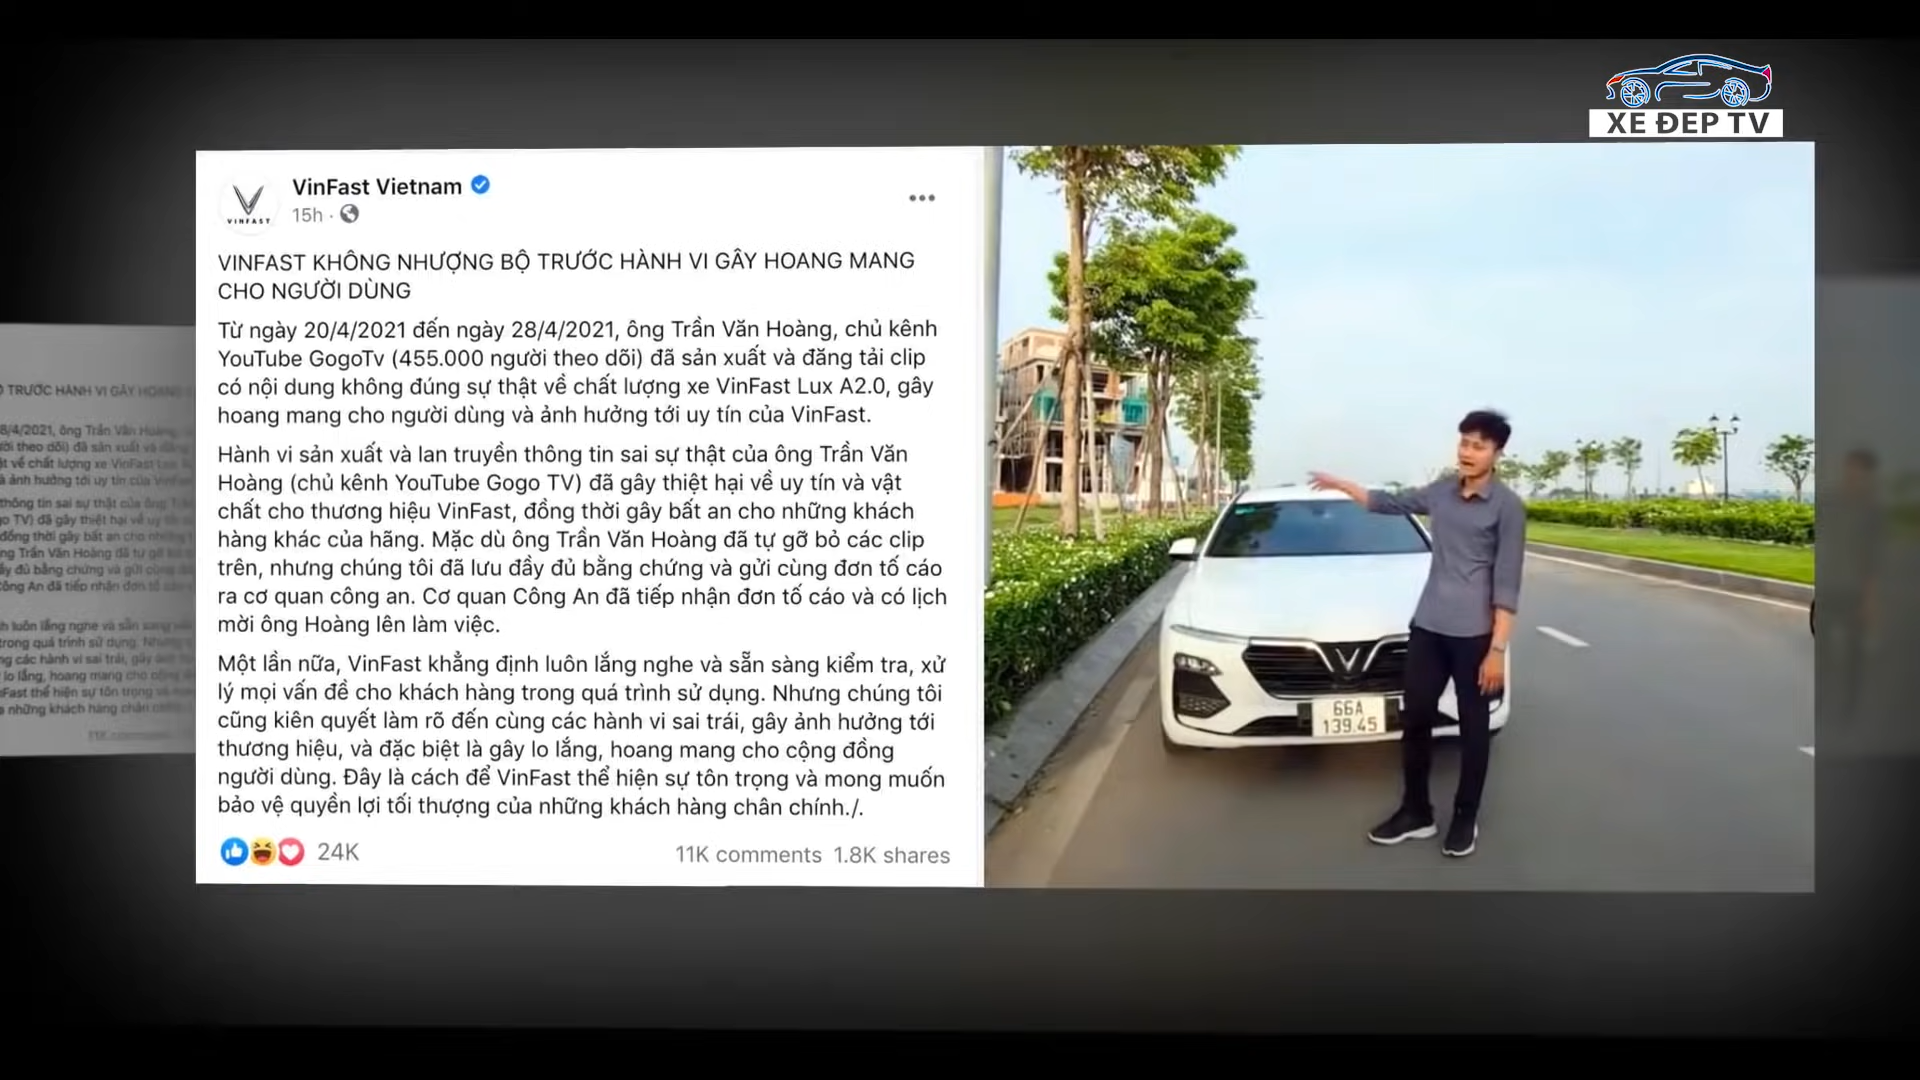 XE ĐẸP TV
VinFast Vietnam
15h ·
VINFAST
VINFAST KHÔNG NHƯỢNG BỘ TRƯỚC HÀNH VI GÂY HOANG MANG
CHO NGƯỜI DÙNG
Từ ngày 20/4/2021 đến ngày 28/4/2021, ông Trần Văn Hoàng, chủ kênh
YouTube GogoTv (455.000 người theo dõi) đã sản xuất và đăng tải clip
có nội dung không đúng sự thật về chất lượng xe VinFast Lux A2.0, gây
hoang mang cho người dùng và ảnh hưởng tới uy tín của VinFast.
Hành vi sản xuất và lan truyền thông tin sai sự thật của ông Trần Văn
Hoàng (chủ kênh YouTube Gogo TV) đã gây thiệt hại về uy tín và vật
chất cho thương hiệu VinFast, đồng thời gây bất an cho những khách
hàng khác của hãng. Mặc dù ông Trần Văn Hoàng đã tự gỡ bỏ các clip
trên, nhưng chúng tôi đã lưu đầy đủ bằng chứng và gửi cùng đơn tố cáo
ra cơ quan công an. Cơ quan Công An đã tiếp nhận đơn tố cáo và có lịch
mời ông Hoàng lên làm việc.
Một lần nữa, VinFast khẳng định luôn lắng nghe và sẵn sàng kiểm tra, xử
lý mọi vấn đề cho khách hàng trong quá trình sử dụng. Nhưng chúng tôi
cũng kiên quyết làm rõ đến cùng các hành vi sai trái, gây ảnh hưởng tới
thương hiệu, và đặc biệt là gây lo lắng, hoang mang cho cộng đồng
người dùng. Đây là cách để VinFast thể hiện sự tôn trọng và mong muốn
bảo vệ quyền lợi tối thượng của những khách hàng chân chính./.
24K
11K comments 1.8K shares
66A
139.45